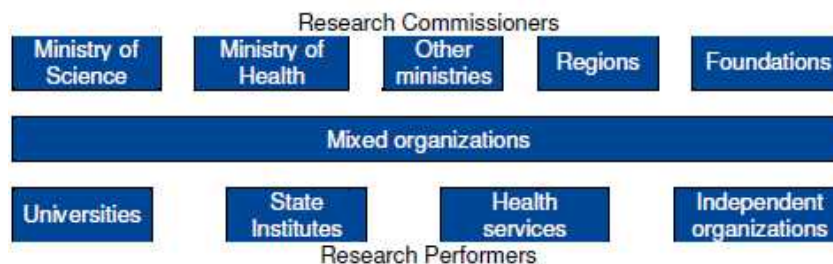 Research Commissioners
Ministry of
Science
Ministry of
Health
Other
ministries
Regions
Foundations
Mixed organizations
Universities
State
Institutes
Health
services
Independent
organizations
Research Performers